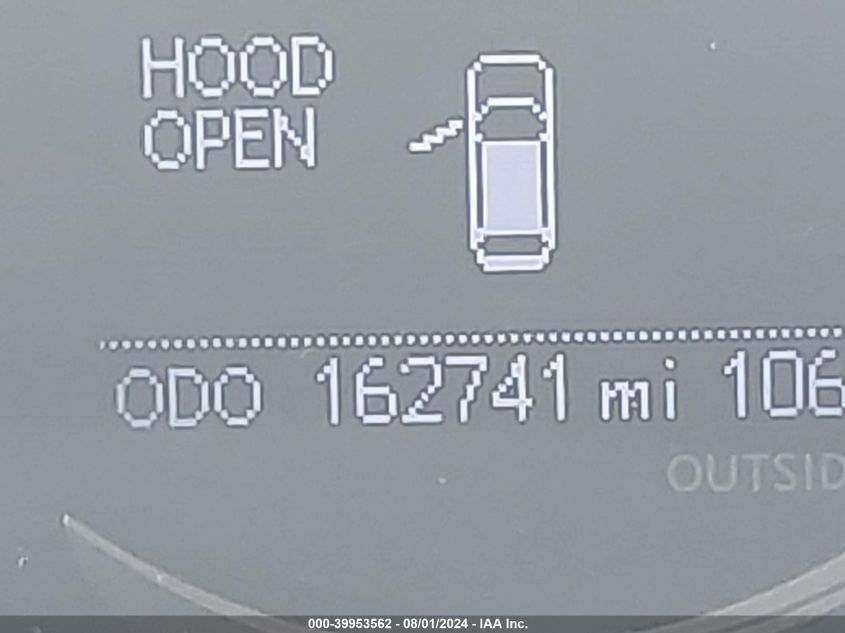 HOOD
OPEN
ODO 162741 mi 106
OUTSID
000-39953562 - 08/01/2024 - IAA Inc.